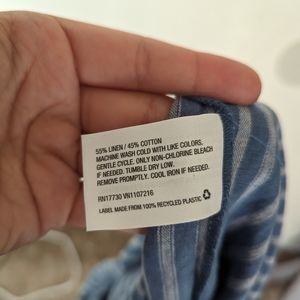 55% LINEN / 45% COTTON
MACHINE WASH COLD WITH LIKE COLORS.
GENTLE CYCLE. ONLY NON-CHLORINE BLEACH
IF NEEDED. TUMBLE DRY LOW.
REMOVE PROMPTLY. COOL IRON IF NEEDED.
RN17730 VN1107216
LABEL MADE FROM 100% RECYCLED PLASTIC